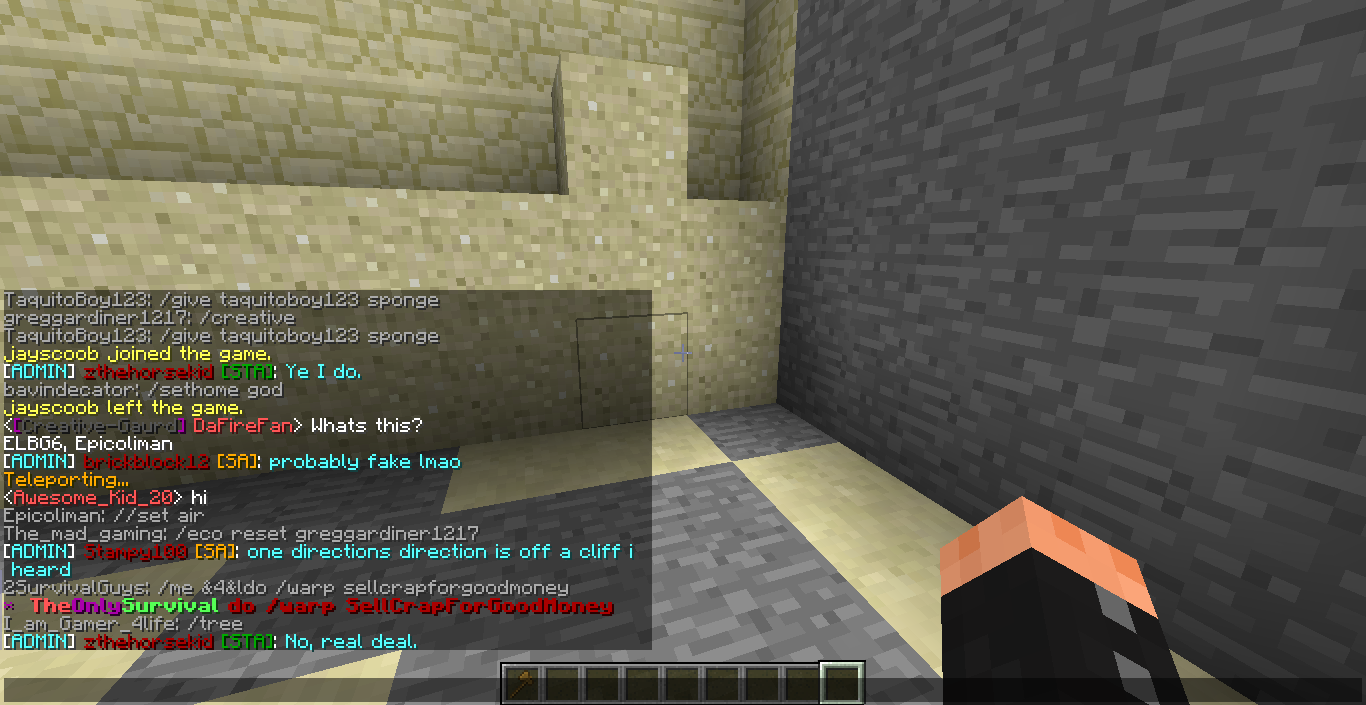 TaquitoBoy123: /give taquitoboy123 sponge
greggardiner1217: /creative
TaquitoBoy123: /give taquitoboy123 sponge
jayscoob joined the game.
[ADMIN] zthehorsekid [STA]: Ye I do.
bavindecator: /sethome god
jayscoob left the game.
<[Creative-Gaurd] DaFireFan> Whats this?
ELBG6, Epicoliman
[ADMIN] brickblock12 [SA]: probably fake lmao
Teleporting...
<Awesome_Kid_20> hi
Epicoliman: //set air
The_mad_gaming: /eco reset greggardiner1217
[ADMIN] Stampy100 [SA]: one directions direction is off a cliff i
heard
2SurvivalGuys: /me &4&ldo /warp sellcrapforgoodmoney
* TheOnlySurvival do /warp SellCrapForGoodMoney
I_am_Gamer_4life: /tree
[ADMIN] zthehorsekid [STA]: No, real deal.